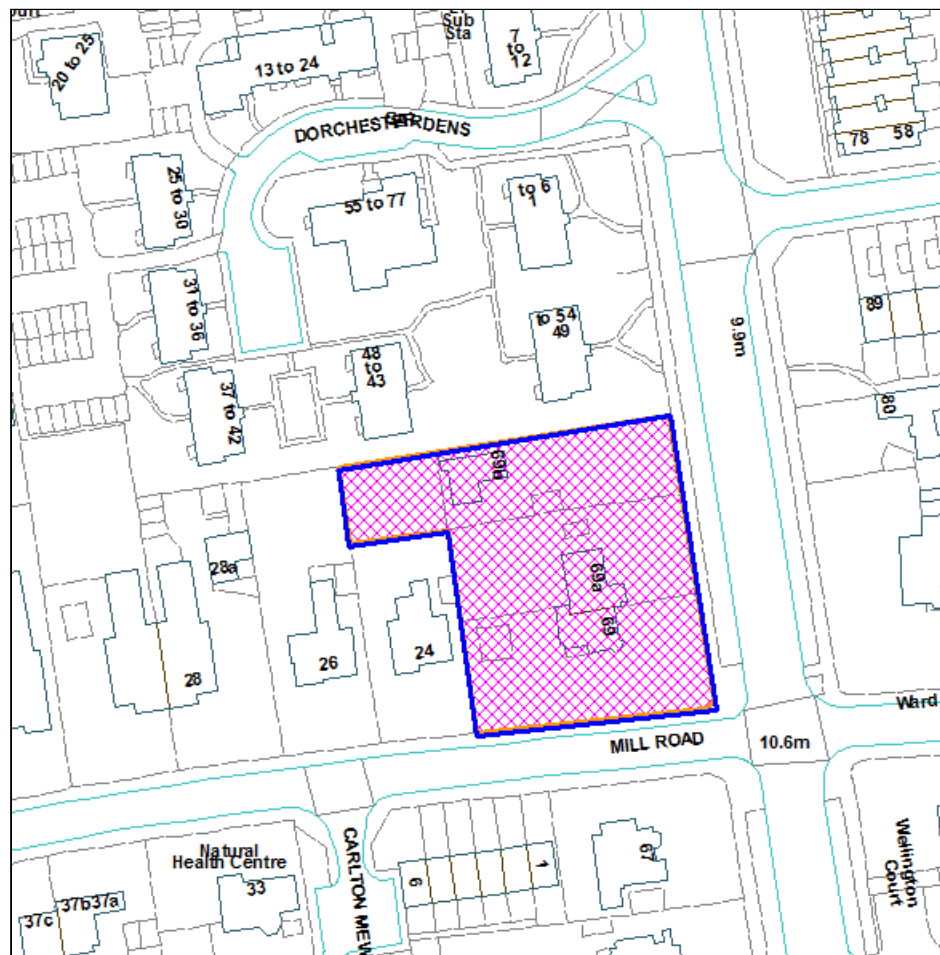 Sub
Sta
7
to
12
20 to 25
13 to 24
DORCHESTER GARDENS
78
58
25 to 30
55 to 77
to 6
1
31 to 36
to 54
49
9.9m
89
48
to
43
37 to 42
80
69b
28a
69a
69
26
24
28
Ward
MILL ROAD
10.6m
Natural
Health Centre
33
CARLTON MEW
6
1
67
Wellington
Court
37c
37b
37a